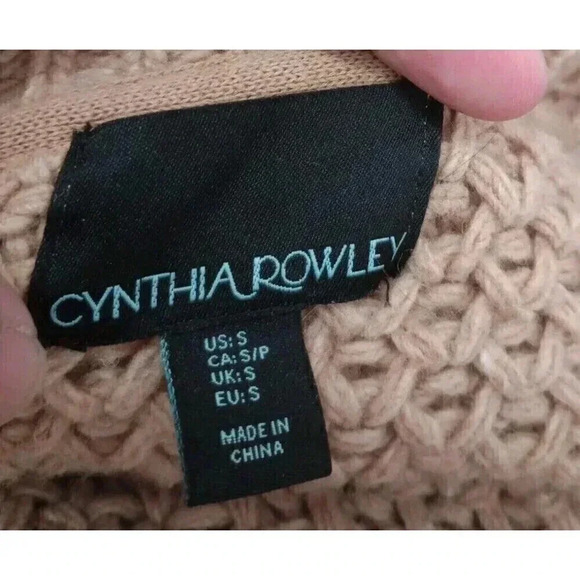 CYNTHIA ROWLEY
US: S
CA: S/P
UK: S
EU: S
MADE IN
CHINA